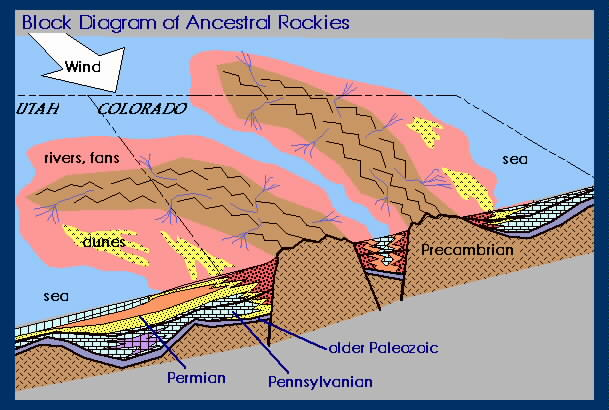 Block Diagram of Ancestral Rockies
Wind
UTAH
COLORADO
rivers, fans
sea
dunes
Precambrian
sea
older Paleozoic
Permian
Pennsylvanian